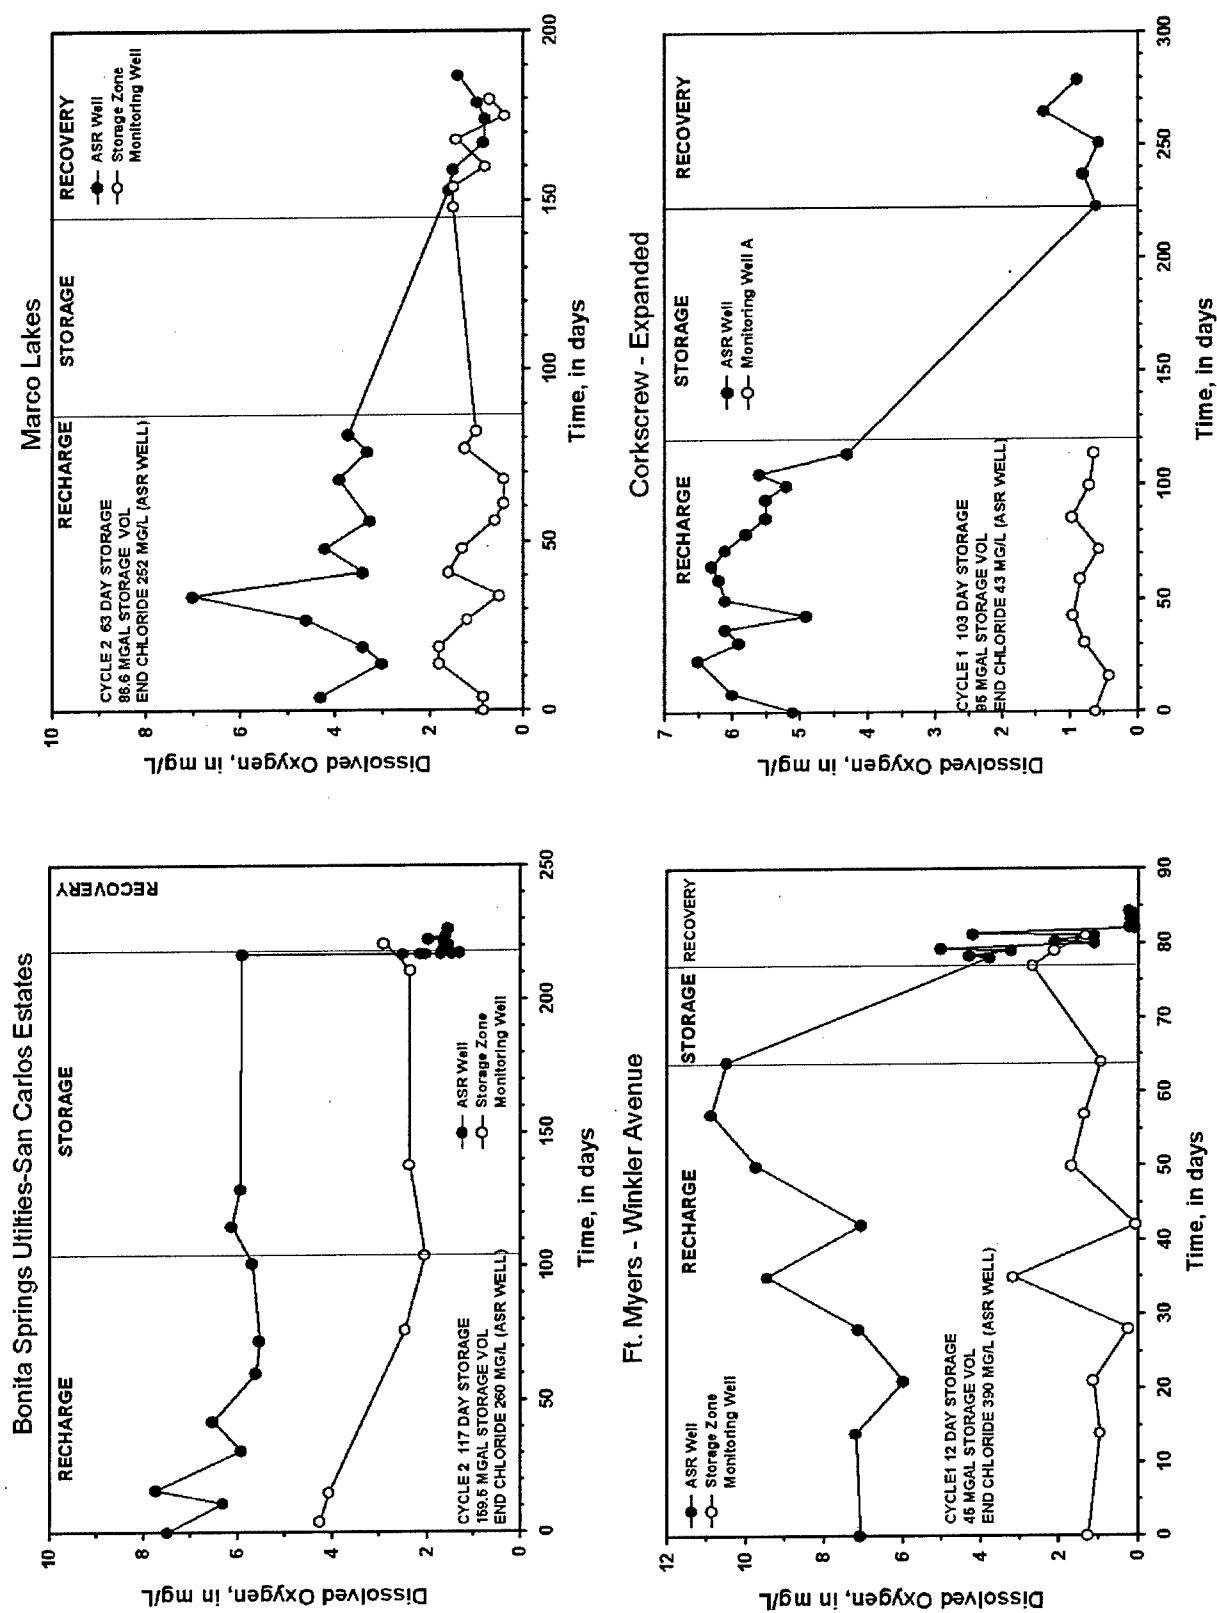 Bonita Springs Utilties-San Carlos Estates
RECHARGE
STORAGE
RECOVERY
10
8
6
4
2
0
Dissolved Oxygen, in mg/L
CYCLE 2 117 DAY STORAGE
159.5 MGAL STORAGE VOL
END CHLORIDE 260 MG/L (ASR WELL)
ASR Well
Storage Zone
Monitoring Well
0
50
100
150
200
250
Time, in days
Marco Lakes
RECHARGE
STORAGE
RECOVERY
10
8
6
4
2
0
Dissolved Oxygen, in mg/L
CYCLE 2 63 DAY STORAGE
86.6 MGAL STORAGE VOL
END CHLORIDE 252 MG/L (ASR WELL)
ASR Well
Storage Zone
Monitoring Well
0
50
100
150
200
Time, in days
Ft. Myers - Winkler Avenue
RECHARGE
STORAGE
RECOVERY
12
10
8
6
4
2
0
Dissolved Oxygen, in mg/L
ASR Well
Storage Zone
Monitoring Well
CYCLE1 12 DAY STORAGE
45 MGAL STORAGE VOL
END CHLORIDE 390 MG/L (ASR WELL)
0
10
20
30
40
50
60
70
80
90
Time, in days
Corkscrew - Expanded
RECHARGE
STORAGE
RECOVERY
7
6
5
4
3
2
1
0
Dissolved Oxygen, in mg/L
ASR Well
Monitoring Well A
CYCLE 1 103 DAY STORAGE
95 MGAL STORAGE VOL
END CHLORIDE 43 MG/L (ASR WELL)
0
50
100
150
200
250
300
Time, in days